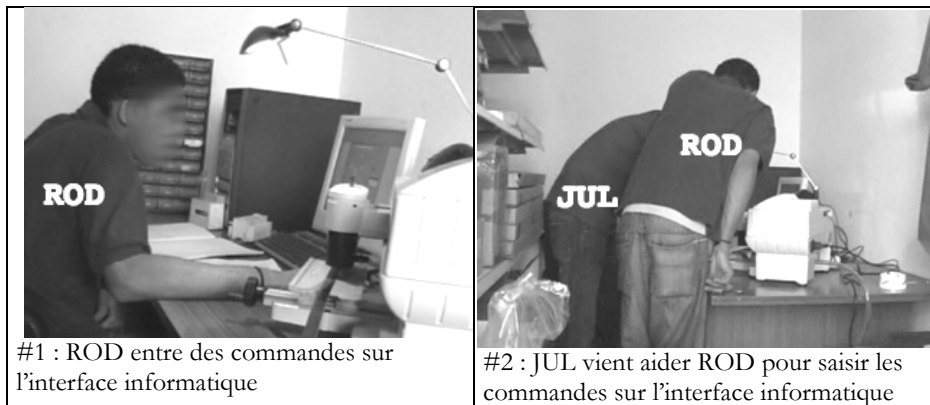 ROD
#1 : ROD entre des commandes sur
l'interface informatique
ROD
JUL
#2 : JUL vient aider ROD pour saisir les
commandes sur l'interface informatique